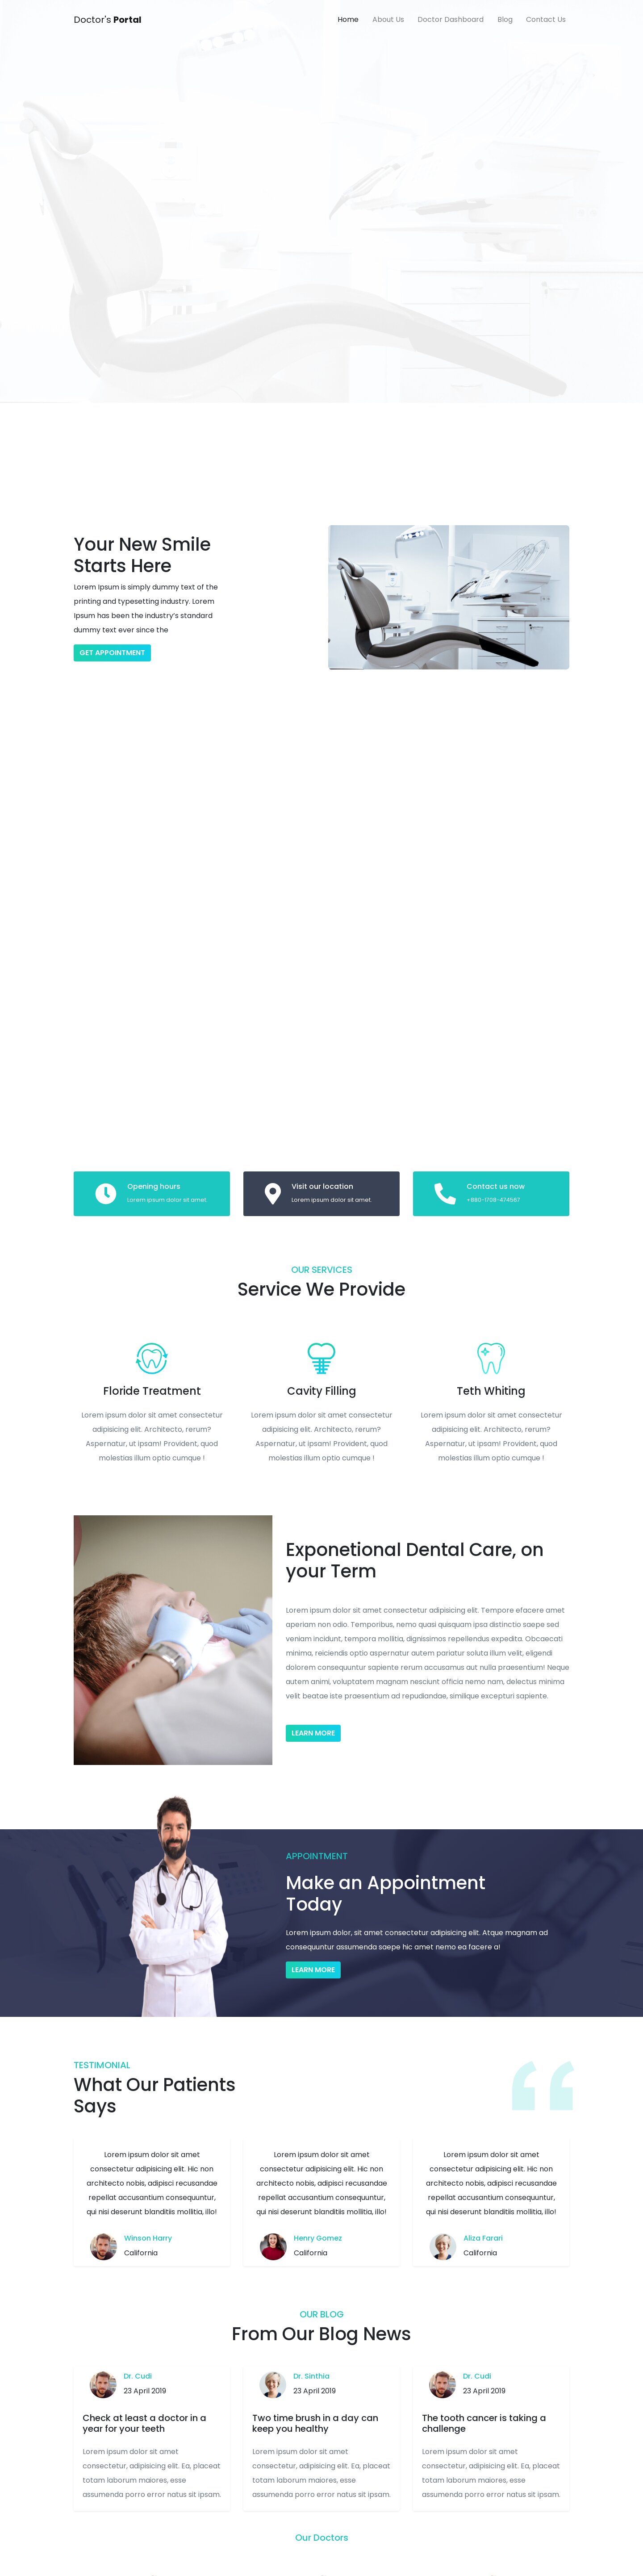 Doctor's Portal
Home About Us Doctor Dashboard Blog Contact Us
Your New Smile
Starts Here
Lorem Ipsum is simply dummy text of the
printing and typesetting industry. Lorem
Ipsum has been the industry's standard
dummy text ever since the
GET APPOINTMENT
Opening hours
Lorem ipsum dolor sit amet.
Visit our location
Lorem ipsum dolor sit amet.
Contact us now
+880-1708-474567
OUR SERVICES
Service We Provide
Floride Treatment
Lorem ipsum dolor sit amet consectetur
adipisicing elit. Architecto, rerum?
Aspernatur, ut ipsam! Provident, quod
molestias illum optio cumque !
Cavity Filling
Lorem ipsum dolor sit amet consectetur
adipisicing elit. Architecto, rerum?
Aspernatur, ut ipsam! Provident, quod
molestias illum optio cumque !
Teth Whiting
Lorem ipsum dolor sit amet consectetur
adipisicing elit. Architecto, rerum?
Aspernatur, ut ipsam! Provident, quod
molestias illum optio cumque !
Exponetional Dental Care, on
your Term
Lorem ipsum dolor sit amet consectetur adipisicing elit. Tempore efacere amet
aperiam non odio. Temporibus, nemo quasi quisquam ipsa distinctio saepe sed
veniam incidunt, tempora mollitia, dignissimos repellendus expedita. Obcaecati
minima, reiciendis optio aspernatur autem pariatur soluta illum velit, eligendi
dolorem consequuntur sapiente rerum accusamus aut nulla praesentium! Neque
autem animi, voluptatem magnam nesciunt officia nemo nam, delectus minima
velit beatae iste praesentium ad repudiandae, similique excepturi sapiente.
LEARN MORE
APPOINTMENT
Make an Appointment
Today
Lorem ipsum dolor, sit amet consectetur adipisicing elit. Atque magnam ad
consequuntur assumenda saepe hic amet nemo ea facere a!
LEARN MORE
TESTIMONIAL
What Our Patients
Says
Lorem ipsum dolor sit amet
consectetur adipisicing elit. Hic non
architecto nobis, adipisci recusandae
repellat accusantium consequuntur,
qui nisi deserunt blanditiis mollitia, illo!
Winson Harry
California
Lorem ipsum dolor sit amet
consectetur adipisicing elit. Hic non
architecto nobis, adipisci recusandae
repellat accusantium consequuntur,
qui nisi deserunt blanditiis mollitia, illo!
Henry Gomez
California
Lorem ipsum dolor sit amet
consectetur adipisicing elit. Hic non
architecto nobis, adipisci recusandae
repellat accusantium consequuntur,
qui nisi deserunt blanditiis mollitia, illo!
Aliza Farari
California
OUR BLOG
From Our Blog News
Dr. Cudi
23 April 2019
Check at least a doctor in a
year for your teeth
Lorem ipsum dolor sit amet
consectetur, adipisicing elit. Ea, placeat
totam laborum maiores, esse
assumenda porro error natus sit ipsam.
Dr. Sinthia
23 April 2019
Two time brush in a day can
keep you healthy
Lorem ipsum dolor sit amet
consectetur, adipisicing elit. Ea, placeat
totam laborum maiores, esse
assumenda porro error natus sit ipsam.
Dr. Cudi
23 April 2019
The tooth cancer is taking a
challenge
Lorem ipsum dolor sit amet
consectetur, adipisicing elit. Ea, placeat
totam laborum maiores, esse
assumenda porro error natus sit ipsam.
Our Doctors